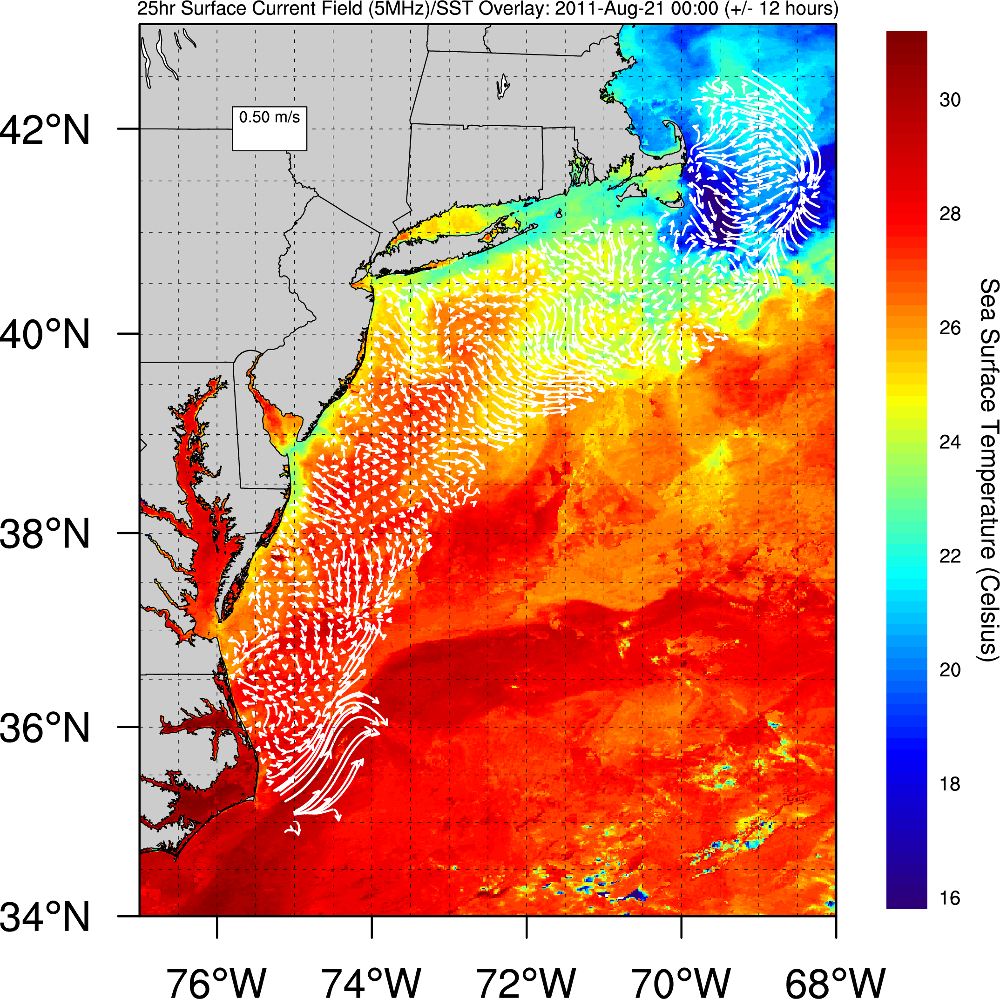 25hr Surface Current Field (5MHz)/SST Overlay: 2011-Aug-21 00:00 (+/- 12 hours)
0.50 m/s
42°N
40°N
38°N
36°N
34°N
76°W
74°W
72°W
70°W
68°W
30
28
26
24
22
20
18
16
Sea Surface Temperature (Celsius)